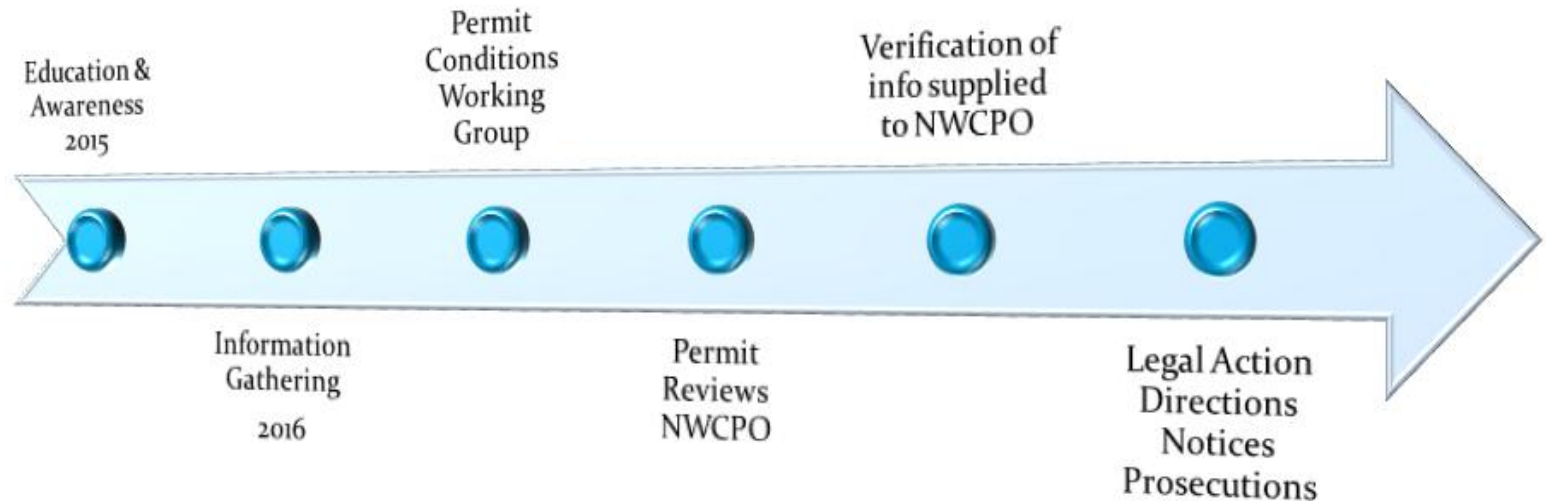 Education &
Awareness
2015
Information
Gathering
2016
Permit
Conditions
Working
Group
Permit
Reviews
NWCPO
Verification of
info supplied
to NWCPO
Legal Action
Directions
Notices
Prosecutions